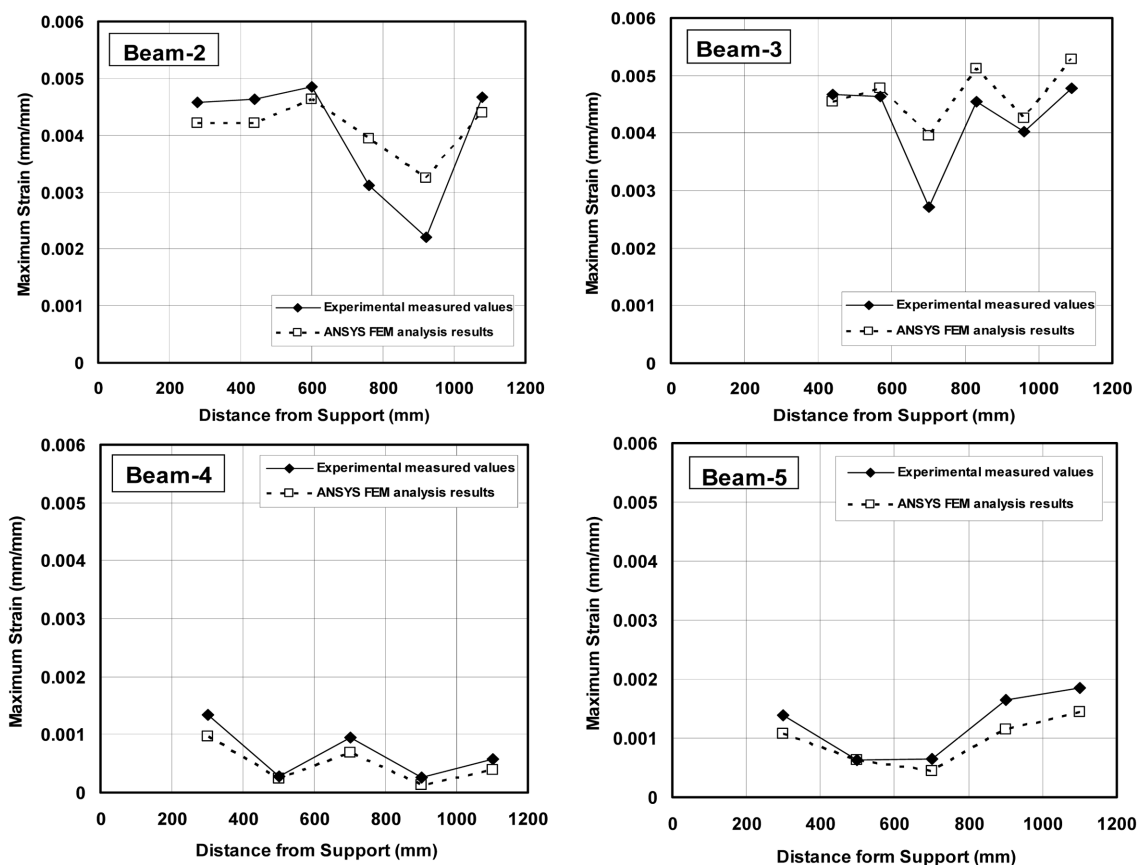 Beam-2
Maximum Strain (mm/mm)
0.006
0.005
0.004
0.003
0.002
0.001
0
Experimental measured values
ANSYS FEM analysis results
0 200 400 600 800 1000 1200
Distance from Support (mm)
Beam-3
Maximum Strain (mm/mm)
0.006
0.005
0.004
0.003
0.002
0.001
0
Experimental measured values
ANSYS FEM analysis results
0 200 400 600 800 1000 1200
Distance from Support (mm)
Beam-4
Maximum Strain (mm/mm)
0.006
0.005
0.004
0.003
0.002
0.001
0
Experimental measured values
ANSYS FEM analysis results
0 200 400 600 800 1000 1200
Distance from Support (mm)
Beam-5
Maximum Strain (mm/mm)
0.006
0.005
0.004
0.003
0.002
0.001
0
Experimental measured values
ANSYS FEM analysis results
0 200 400 600 800 1000 1200
Distance form Support (mm)